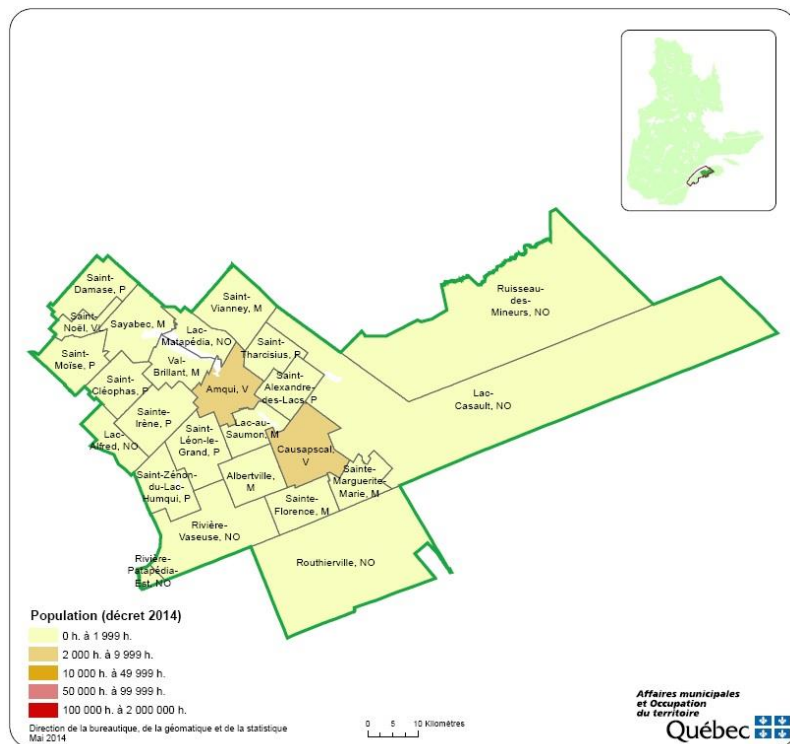 Saint-
Damase, P
Saint-
Noël, V
Sayabec, M
Saint-
Moïse, P
Saint-
Vianney, M
Lac-
Matapédia, NO
Val-
Brillant, M
Saint-
Tharcisius, P
Saint-
Cléophas, P
Amqui, V
Saint-
Alexandre-
des-Lacs, P
Ruisseau-
des-
Mineurs, NO
Lac-
Casault, NO
Sainte-
Irène, P
Lac-
Alfred, NO
Saint-
Léon-le-
Grand, P
Lac-au-
Saumon, M
Causapscal,
V
Saint-Zénon-
du-Lac-
Humqui, P
Albertville,
M
Sainte-
Marguerite-
Marie, M
Sainte-
Florence, M
Rivière-
Vaseuse, NO
Rivière-
Patapédia-
Est, NO
Routhierville, NO
Population (décret 2014)
0 h. à 1 999 h.
2 000 h. à 9 999 h.
10 000 h. à 49 999 h.
50 000 h. à 99 999 h.
100 000 h. à 2 000 000 h.
Direction de la bureautique, de la géomatique et de la statistique
Mai 2014
0 5 10 Kilomètres
Affaires municipales
et Occupation
du territoire
Québec